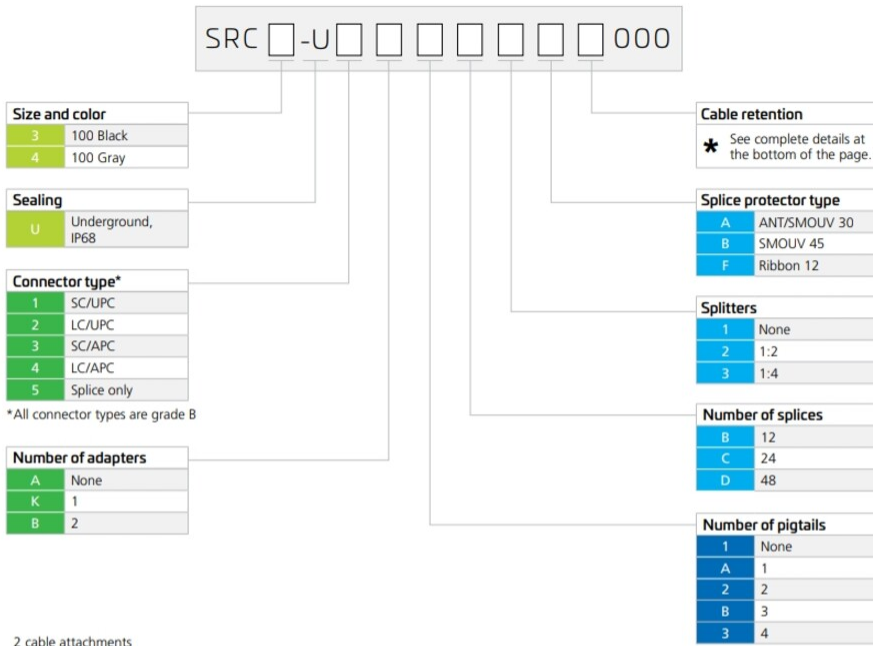 SRC -U 000
Size and color
3 100 Black
4 100 Gray
Sealing
U Underground,
IP68
Connector type*
1 SC/UPC
2 LC/UPC
3 SC/APC
4 LC/APC
5 Splice only
*All connector types are grade B
Number of adapters
A None
K 1
B 2
2 cable attachments
Cable retention
* See complete details at
the bottom of the page.
Splice protector type
A ANT/SMOUV 30
B SMOUV 45
F Ribbon 12
Splitters
1 None
2 1:2
3 1:4
Number of splices
B 12
C 24
D 48
Number of pigtails
1 None
A 1
2 2
B 3
3 4